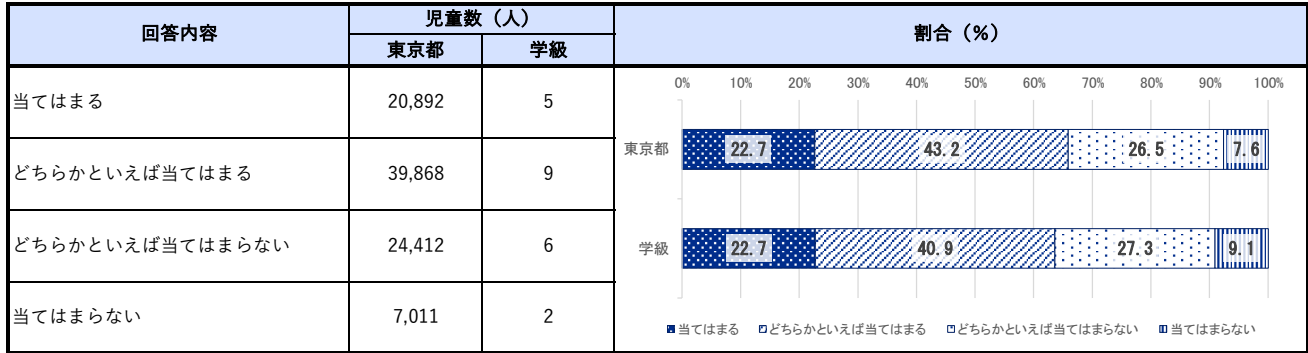 回答内容 児童数（人） 割合（％）
東京都 学級
当てはまる 20,892 5
どちらかといえば当てはまる 39,868 9
どちらかといえば当てはまらない 24,412 6
当てはまらない 7,011 2
0% 10% 20% 30% 40% 50% 60% 70% 80% 90% 100%
東京都 22.7 43.2 26.5 7.6
学級 22.7 40.9 27.3 9.1
当てはまる どちらかといえば当てはまる どちらかといえば当てはまらない 当てはまらない